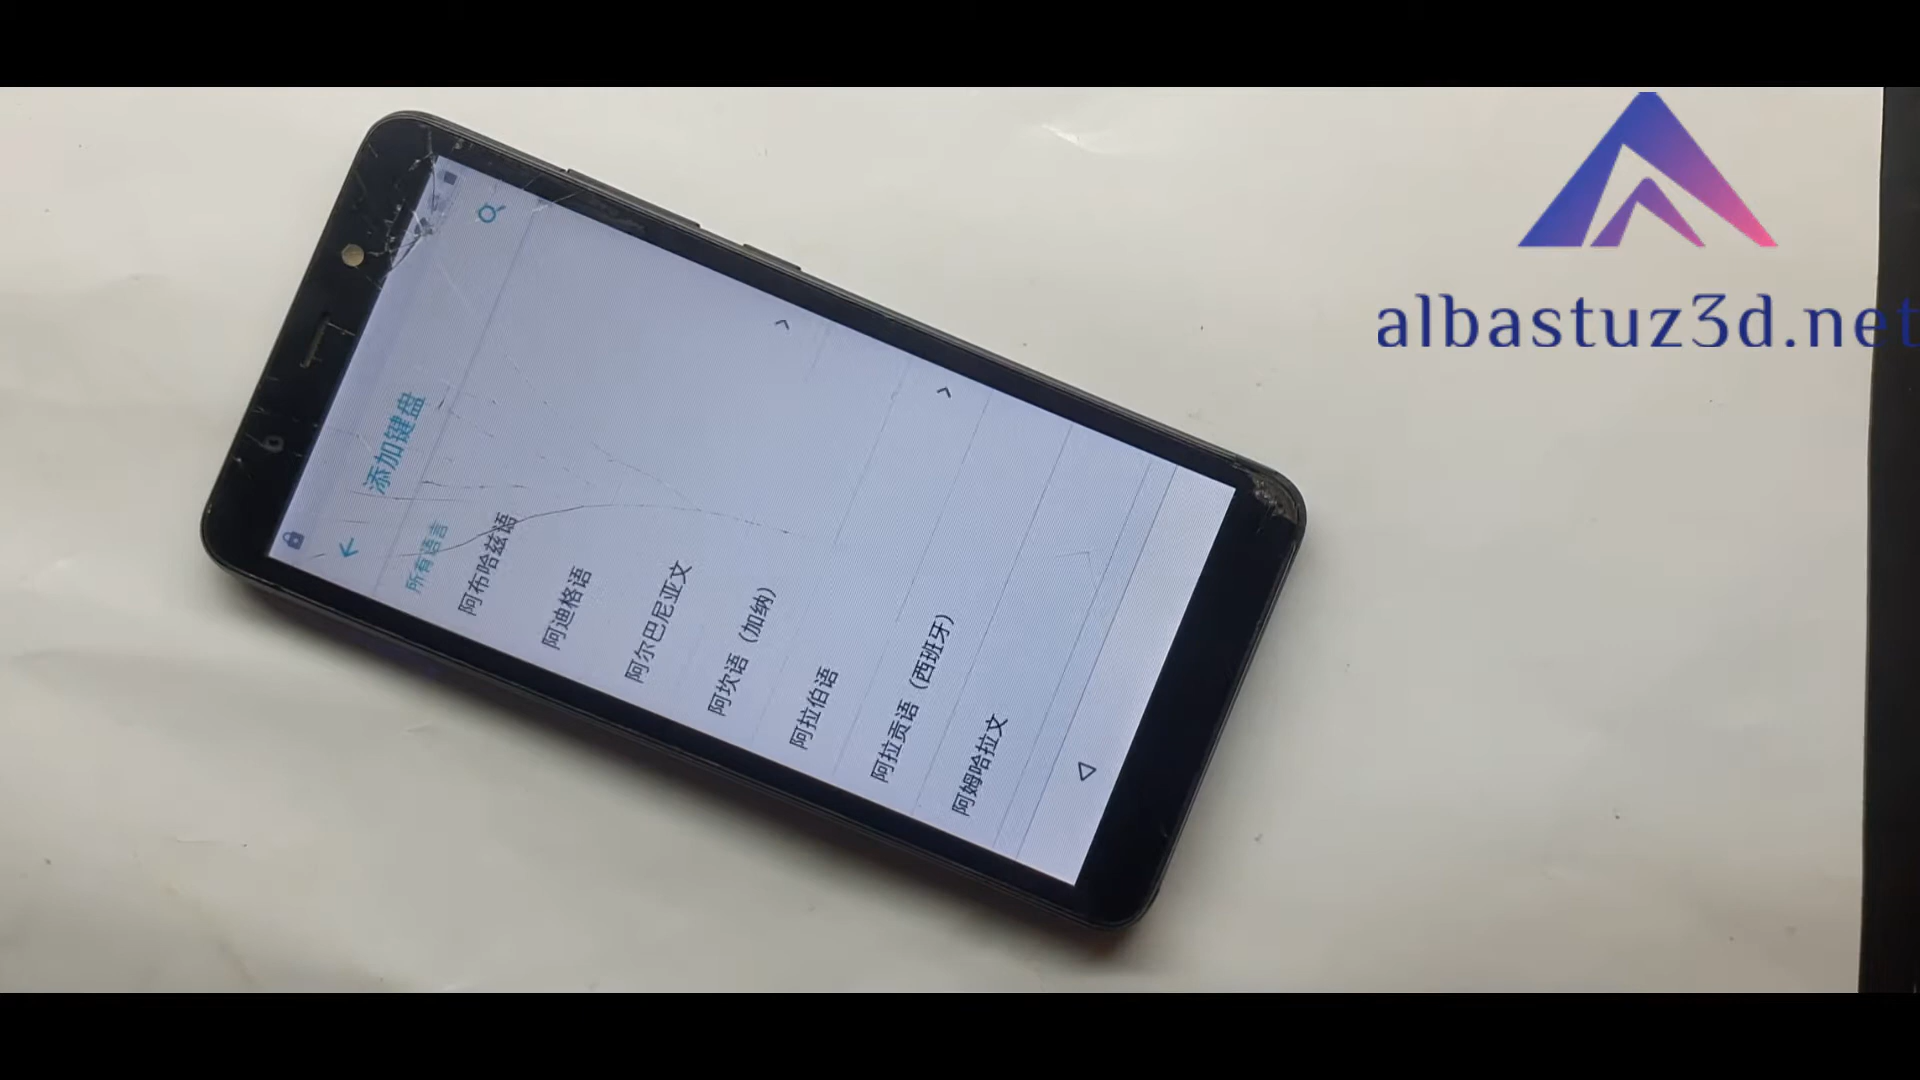 添加键盘
所有语言
阿布哈兹语
阿迪格语
阿尔巴尼亚文
阿坎语（加纳）
阿拉伯语
阿拉贡语（西班牙）
阿姆哈拉文
albastuz3d.net